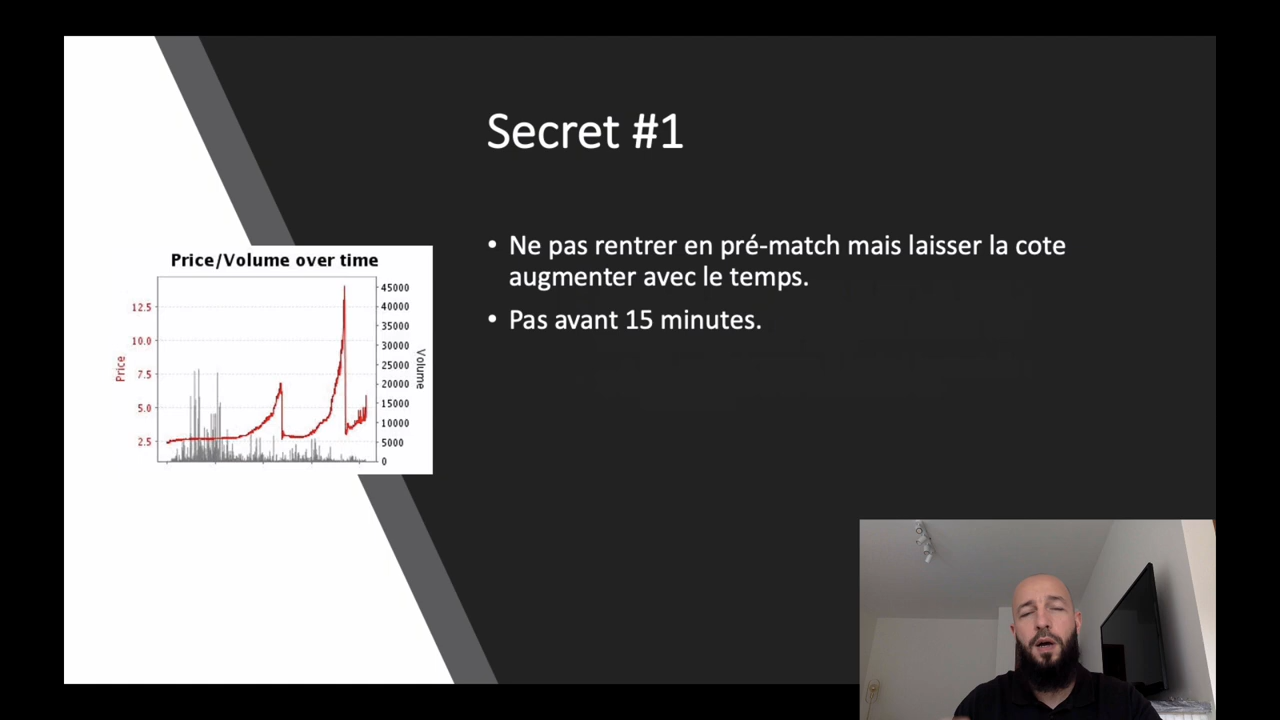 Secret #1
• Ne pas rentrer en pré-match mais laisser la cote
augmenter avec le temps.
• Pas avant 15 minutes.
Price/Volume over time
12.5
10.0
7.5
5.0
2.5
Price
45000
40000
35000
30000
25000
20000
15000
10000
5000
0
Volume